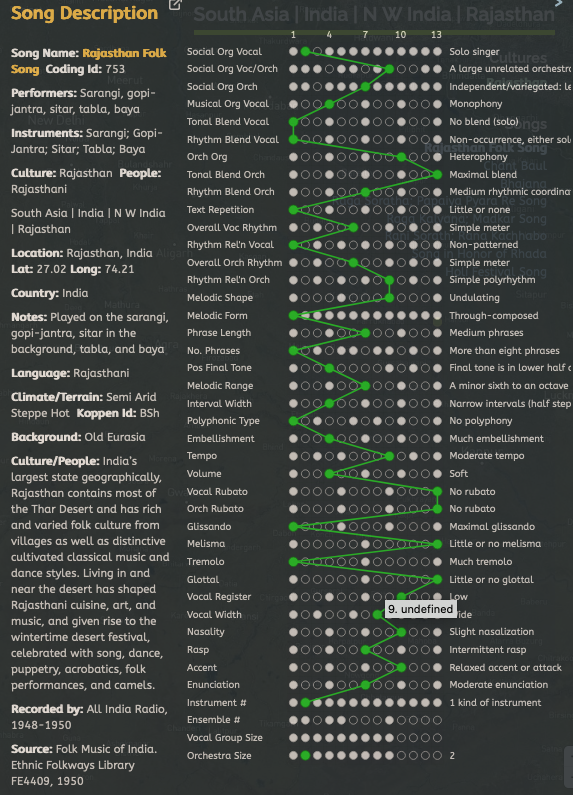 Song Description
South Asia | India | N W India | Rajasthan
Song Name: Rajasthan Folk
Song Coding Id: 753
Performers: Sarangi, gopi-
jantra, sitar, tabla, baya
Instruments: Sarangi; Gopi-
Jantra; Sitar; Tabla; Baya
Culture: Rajasthan People:
Rajasthani
South Asia | India | N W India
| Rajasthan
Location: Rajasthan, India
Lat: 27.02 Long: 74.21
Country: India
Notes: Played on the sarangi,
gopi-jantra, sitar in the
background, tabla, and baya
Language: Rajasthani
Climate/Terrain: Semi Arid
Steppe Hot Koppen Id: BSh
Background: Old Eurasia
Culture/People: India's
largest state geographically,
Rajasthan contains most of
the Thar Desert and has rich
and varied folk culture from
villages as well as distinctive
cultivated classical music and
dance styles. Living in and
near the desert has shaped
Rajasthani cuisine, art, and
music, and given rise to the
wintertime desert festival,
celebrated with song, dance,
puppetry, acrobatics, folk
performances, and camels.
Recorded by: All India Radio,
1948-1950
Source: Folk Music of India.
Ethnic Folkways Library
FE4409, 1950
1 4 7 10 13
Social Org Vocal Solo singer
Social Org Voc/Orch A large unrelated orchestr
Social Org Orch Independent/variegated: le
Musical Org Vocal Monophony
Tonal Blend Vocal No blend (solo)
Rhythm Blend Vocal Non-occurrence, either sol
Orch Org Heterophony
Tonal Blend Orch Maximal blend
Rhythm Blend Orch Medium rhythmic coordina
Text Repetition Little or none
Overall Voc Rhythm Simple meter
Rhythm Rel'n Vocal Non-patterned
Overall Orch Rhythm Simple meter
Rhythm Rel'n Orch Simple polyrhythm
Melodic Shape Undulating
Melodic Form Through-composed
Phrase Length Medium phrases
No. Phrases More than eight phrases
Pos Final Tone Final tone is in lower half
Melodic Range A minor sixth to an octave
Interval Width Narrow intervals (half step
Polyphonic Type No polyphony
Embellishment Much embellishment
Tempo Moderate tempo
Volume Soft
Vocal Rubato No rubato
Orch Rubato No rubato
Glissando Maximal glissando
Melisma Little or no melisma
Tremolo Much tremolo
Glottal Little or no glottal
Vocal Register Low
9. undefined
Vocal Width ide
Nasality Slight nasalization
Rasp Intermittent rasp
Accent Relaxed accent or attack
Enunciation Moderate enunciation
Instrument # 1 kind of instrument
Ensemble #
Vocal Group Size
Orchestra Size 2
Cultures
Rajasthan
Songs
Rajasthan Folk Song